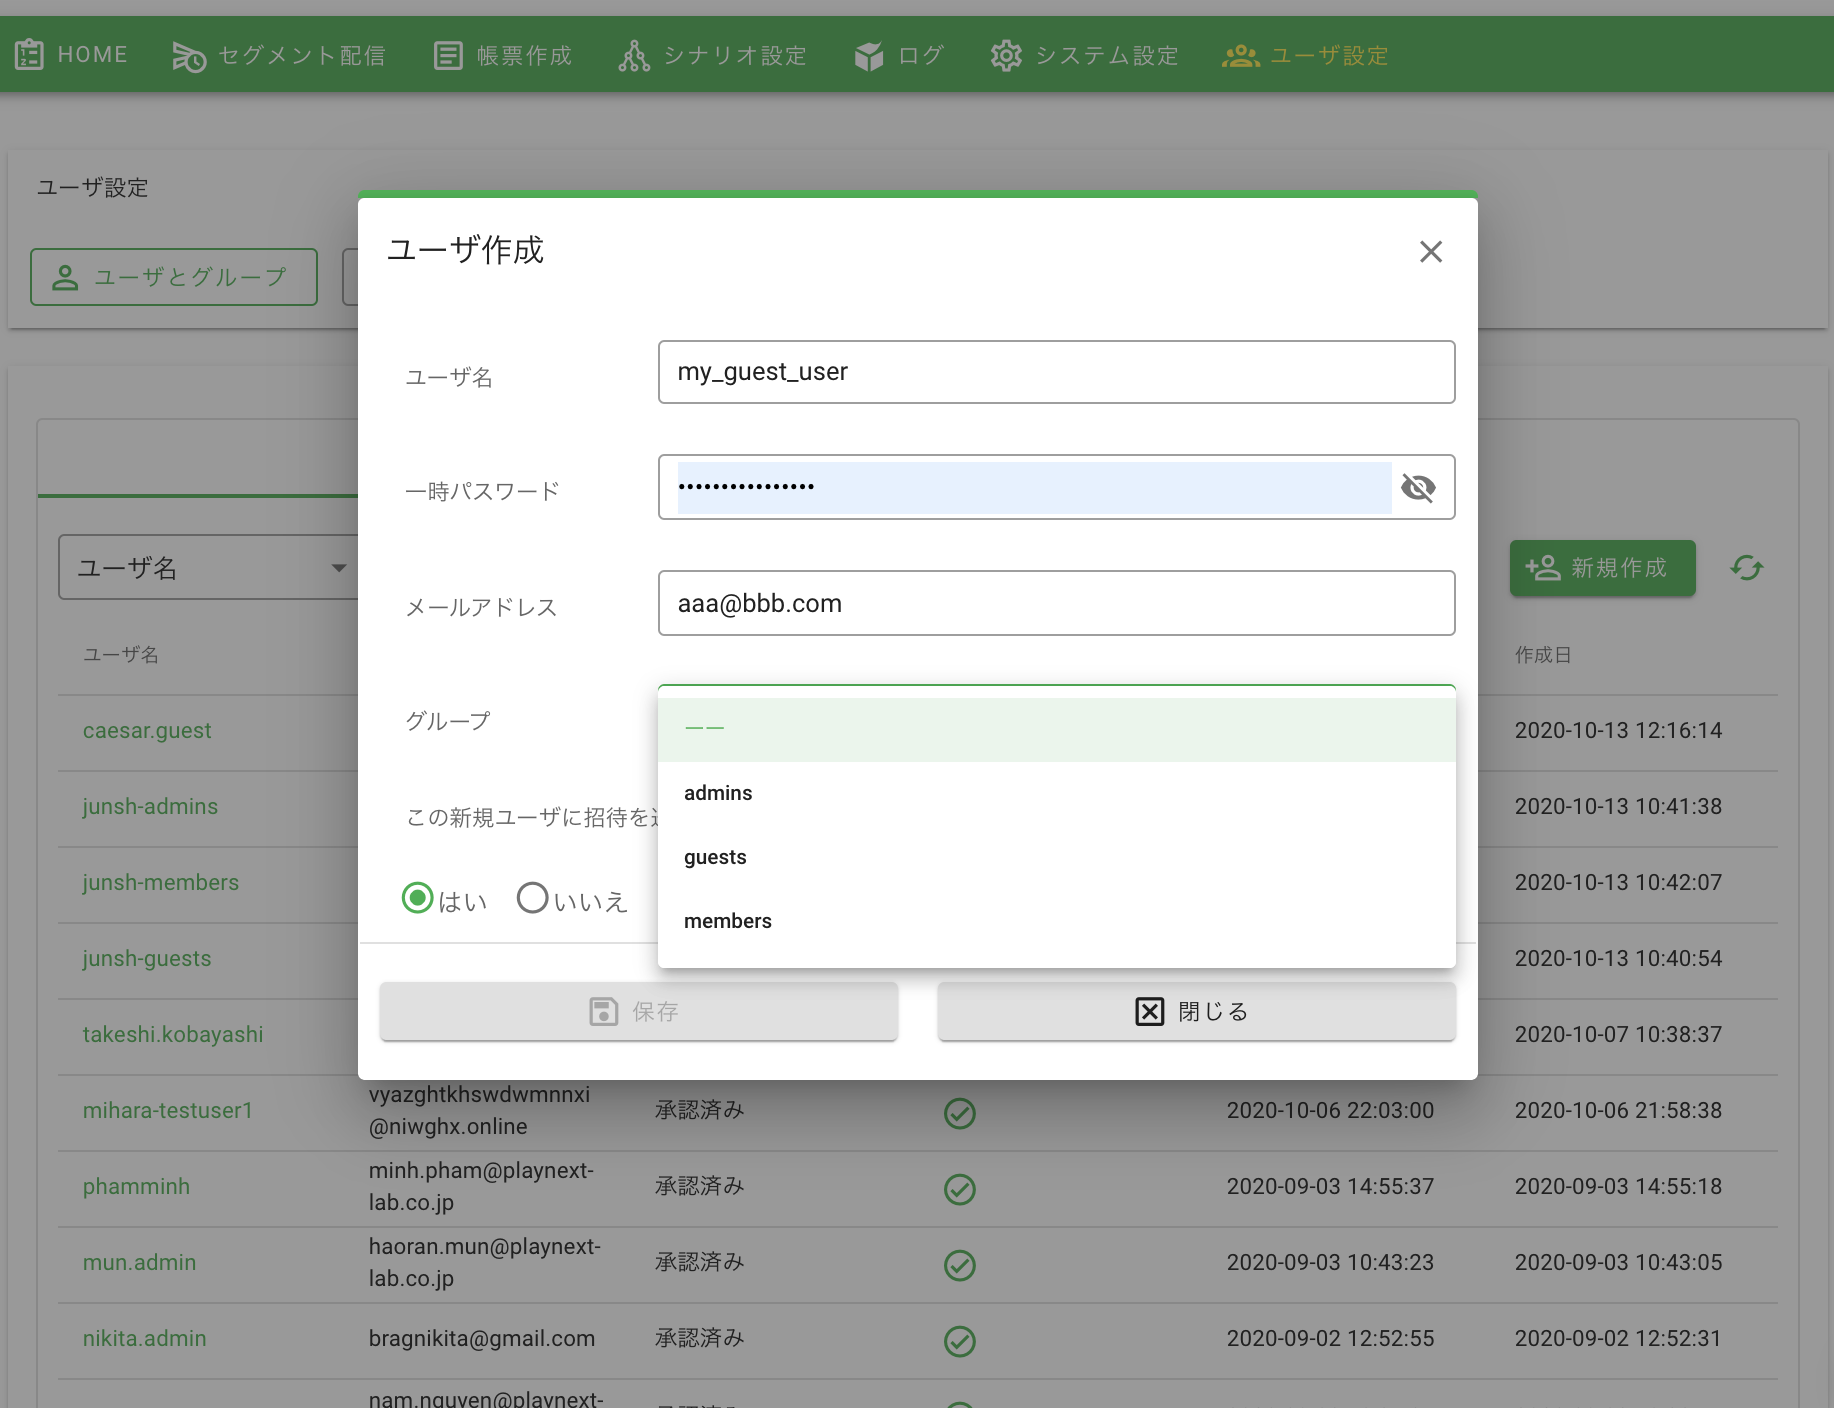 HOME セグメント配信 帳票作成 シナリオ設定 ログ システム設定 ユーザ設定
ユーザ設定
ユーザとグループ
ユーザ作成
ユーザ名 my_guest_user
一時パスワード ••••••••••••••••
メールアドレス aaa@bbb.com
グループ
——
admins
guests
members
この新規ユーザに招待を
はい いいえ
保存 閉じる
ユーザ名
新規作成
ユーザ名 作成日
caesar.guest 2020-10-13 12:16:14
junsh-admins 2020-10-13 10:41:38
junsh-members 2020-10-13 10:42:07
junsh-guests 2020-10-13 10:40:54
takeshi.kobayashi 2020-10-07 10:38:37
mihara-testuser1 vyazghtkhswdwmnnxi 承認済み 2020-10-06 22:03:00 2020-10-06 21:58:38
@niwghx.online
phamminh minh.pham@playnext- 承認済み 2020-09-03 14:55:37 2020-09-03 14:55:18
lab.co.jp
mun.admin haoran.mun@playnext- 承認済み 2020-09-03 10:43:23 2020-09-03 10:43:05
lab.co.jp
nikita.admin bragnikita@gmail.com 承認済み 2020-09-02 12:52:55 2020-09-02 12:52:31
nam.nguyen@playnext-